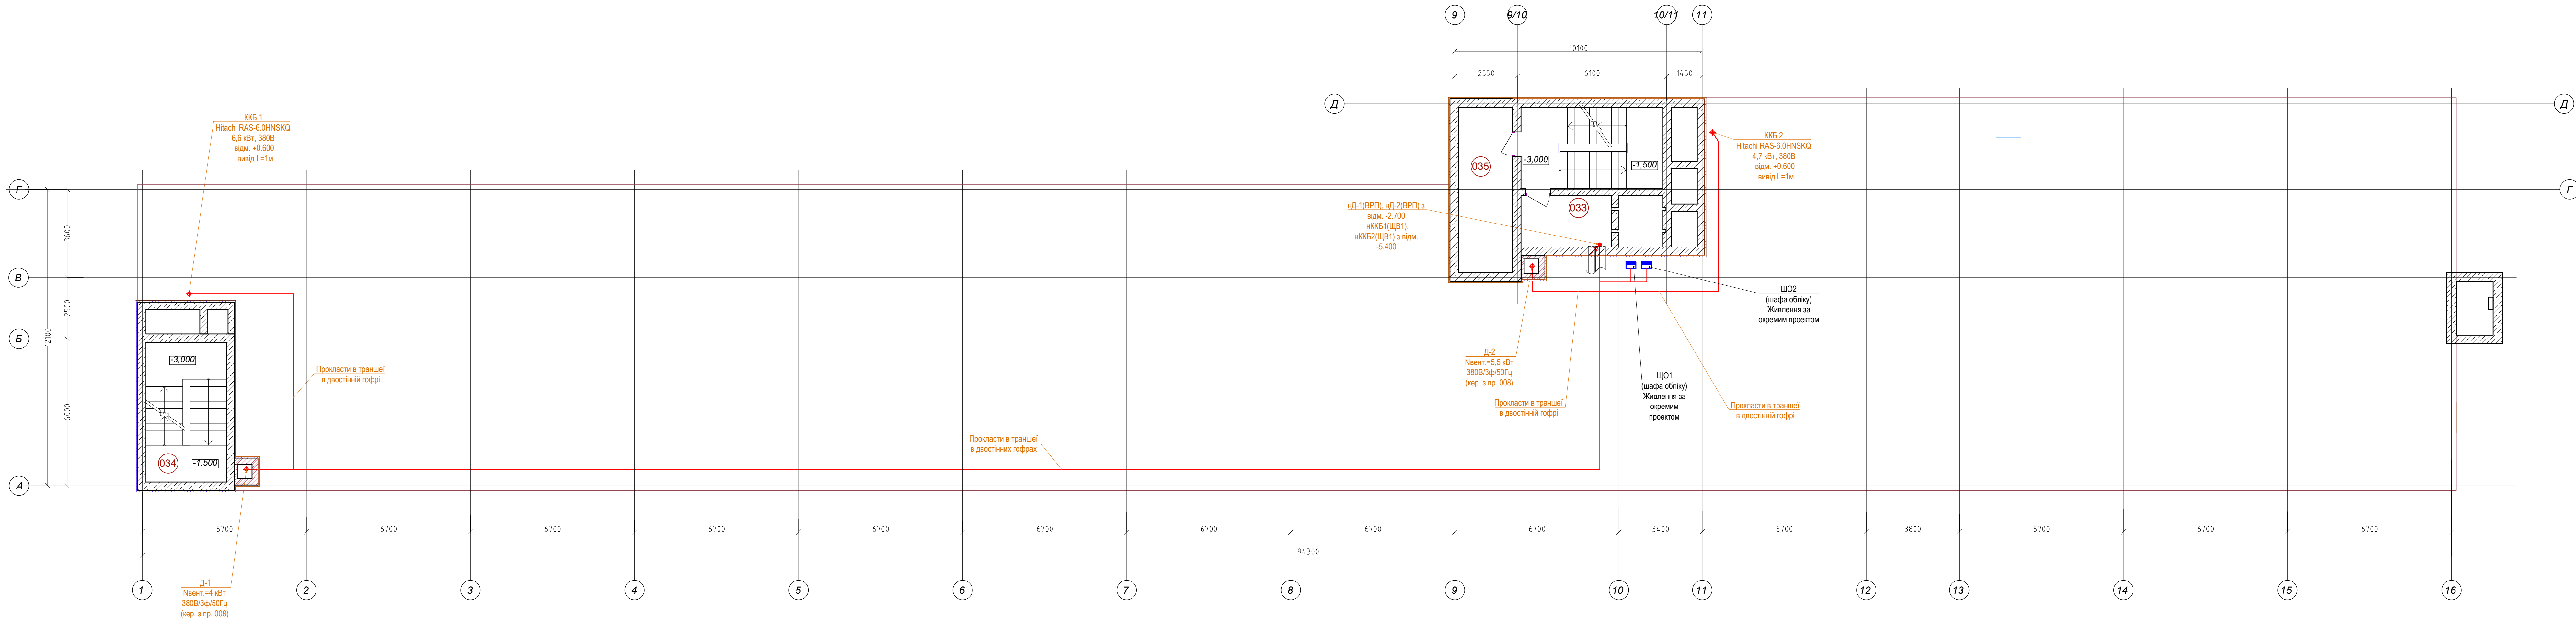 9
9/10
10/11
11
10100
2550
6100
1450
Д
Д
ККБ 1
Hitachi RAS-6.0HNSKQ
6,6 кВт, 380В
відм. +0.600
вивід L=1м
ККБ 2
Hitachi RAS-6.0HNSKQ
4,7 кВт, 380В
відм. +0.600
вивід L=1м
035
-3,000
-1,500
033
Г
Г
нД-1(ВРП), нД-2(ВРП) з
відм. -2.700
нККБ1(ЩВ1),
нККБ2(ЩВ1) з відм.
-5.400
3600
2500
12100
6000
В
Б
А
ШО2
(шафа обліку)
Живлення за
окремим проектом
-3,000
Прокласти в траншеї
в двостінній гофрі
Д-2
Nвент.=5,5 кВт
380В/3ф/50Гц
(кер. з пр. 008)
ЩО1
(шафа обліку)
Живлення за
окремим
проектом
Прокласти в траншеї
в двостінній гофрі
Прокласти в траншеї
в двостінній гофрі
Прокласти в траншеї
в двостінних гофрах
034
-1,500
6700
6700
6700
6700
6700
6700
6700
6700
6700
3400
6700
3800
6700
6700
6700
94300
Д-1
Nвент.=4 кВт
380В/3ф/50Гц
(кер. з пр. 008)
1
2
3
4
5
6
7
8
9
10
11
12
13
14
15
16